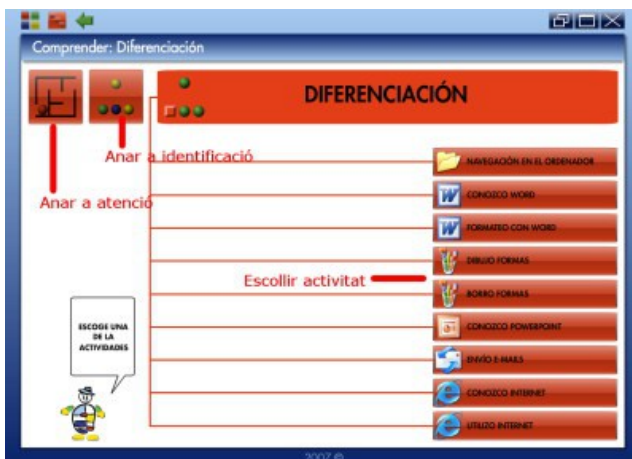 Comprender: Diferenciación
DIFERENCIACIÓN
Anar a identificació
Anar a atenció
Escollir activitat
NAVEGACIÓN EN EL ORDENADOR
CONOZCO WORD
FORMATEO CON WORD
DIBUJO FORMAS
BORRO FORMAS
CONOZCO POWERPOINT
ENVÍO E-MAILS
CONOZCO INTERNET
UTILIZO INTERNET
ESCOGE UNA
DE LA
ACTIVIDADES
2007 ©